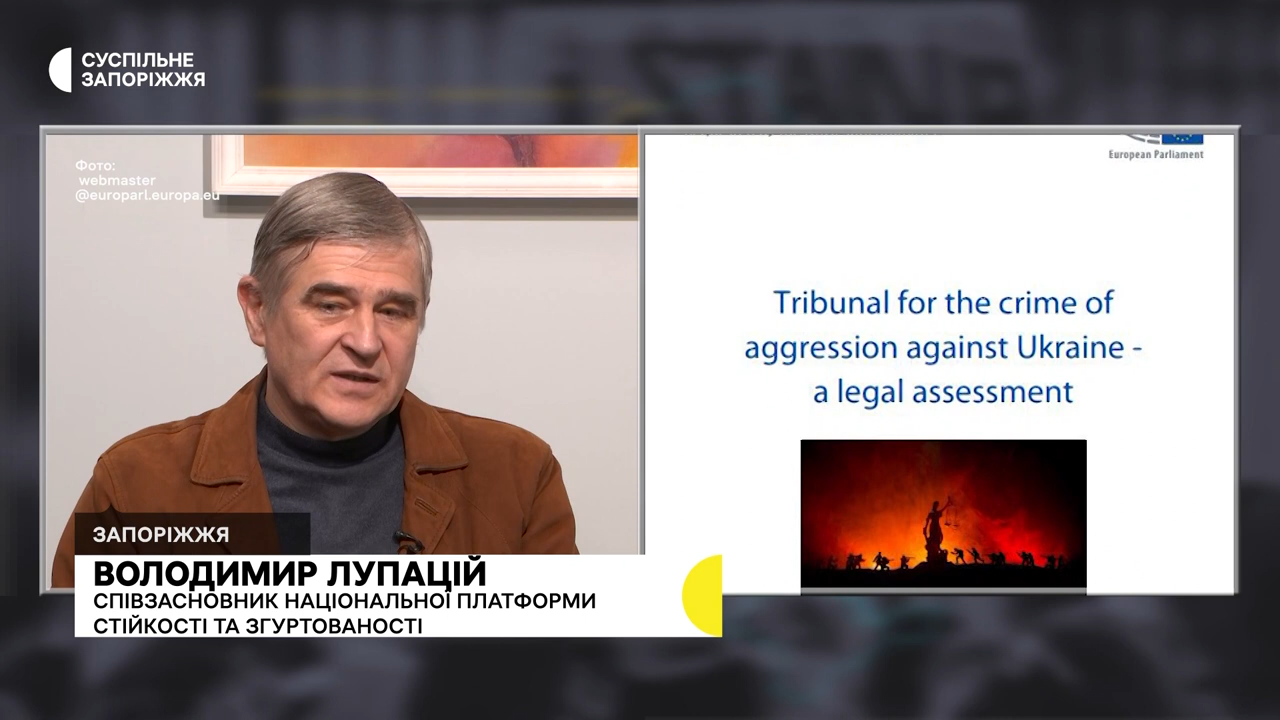 СУСПІЛЬНЕ
ЗАПОРІЖЖЯ
Фото:
webmaster
@europarl.europa.eu
European Parliament
Tribunal for the crime of
aggression against Ukraine -
a legal assessment
ЗАПОРІЖЖЯ
ВОЛОДИМИР ЛУПАЦІЙ
СПІВЗАСНОВНИК НАЦІОНАЛЬНОЇ ПЛАТФОРМИ
СТІЙКОСТІ ТА ЗГУРТОВАНОСТІ